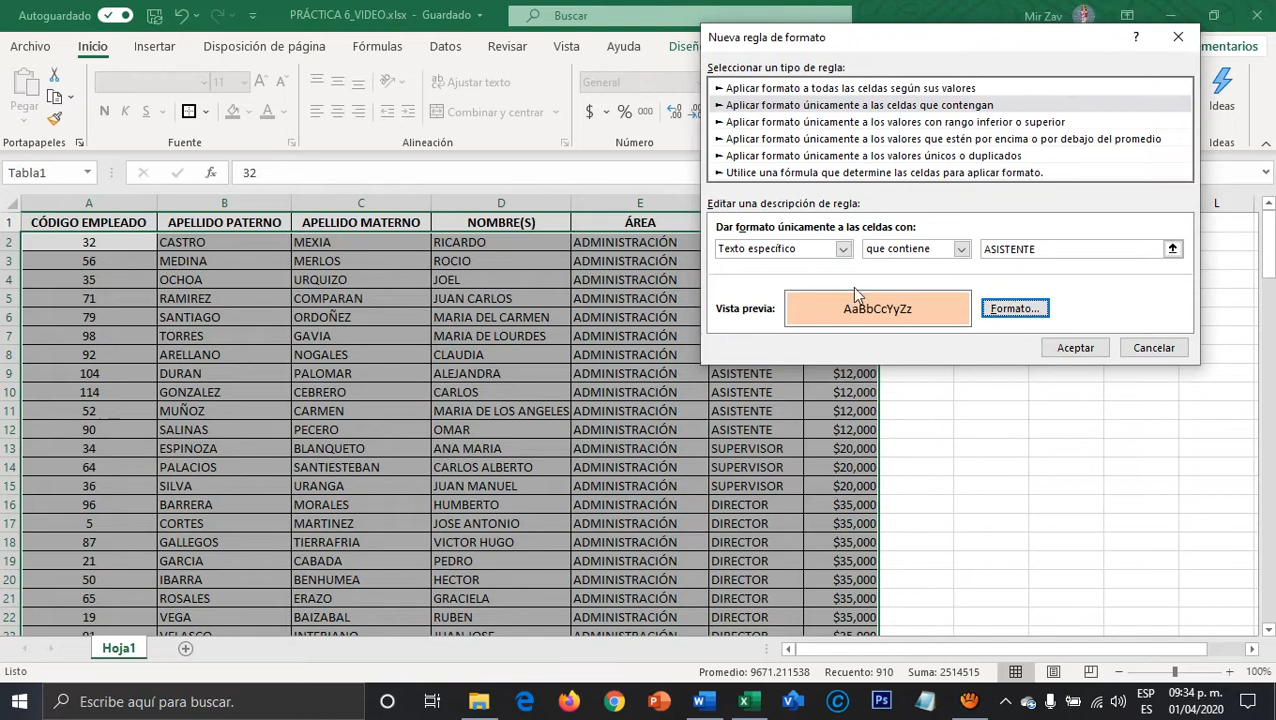 Autoguardado
PRÁCTICA 6_VIDEO.xlsx - Guardado
Buscar
Mir Zav
Archivo Inicio Insertar Disposición de página Fórmulas Datos Revisar Vista Ayuda
Pegar
Portapapeles
11
N K S
Fuente
Ajustar texto
Combinar y centrar
Alineación
General
$ % 000
Número
Ideas
Ideas
Tabla1
fx 32
Nueva regla de formato
?
Seleccionar un tipo de regla:
► Aplicar formato a todas las celdas según sus valores
► Aplicar formato únicamente a las celdas que contengan
► Aplicar formato únicamente a los valores con rango inferior o superior
► Aplicar formato únicamente a los valores que estén por encima o por debajo del promedio
► Aplicar formato únicamente a los valores únicos o duplicados
► Utilice una fórmula que determine las celdas para aplicar formato.
Editar una descripción de regla:
Dar formato únicamente a las celdas con:
Texto específico que contiene ASISTENTE
Vista previa: AaBbCcYyZz Formato...
Aceptar Cancelar
A B C D E L
1 CÓDIGO EMPLEADO APELLIDO PATERNO APELLIDO MATERNO NOMBRE(S) ÁREA
2 32 CASTRO MEXIA RICARDO ADMINISTRACIÓN
3 56 MEDINA MERLOS ROCIO ADMINISTRACIÓN
4 35 OCHOA URQUIZO JOEL ADMINISTRACIÓN
5 71 RAMIREZ COMPARAN JUAN CARLOS ADMINISTRACIÓN
6 79 SANTIAGO ORDOÑEZ MARIA DEL CARMEN ADMINISTRACIÓN
7 98 TORRES GAVIA MARIA DE LOURDES ADMINISTRACIÓN
8 92 ARELLANO NOGALES CLAUDIA ADMINISTRACIÓN
9 104 DURAN PALOMAR ALEJANDRA ADMINISTRACIÓN ASISTENTE $12,000
10 114 GONZALEZ CEBRERO CARLOS ADMINISTRACIÓN ASISTENTE $12,000
11 52 MUÑOZ CARMEN MARIA DE LOS ANGELES ADMINISTRACIÓN ASISTENTE $12,000
12 90 SALINAS PECERO OMAR ADMINISTRACIÓN ASISTENTE $12,000
13 34 ESPINOZA BLANQUETO ANA MARIA ADMINISTRACIÓN SUPERVISOR $20,000
14 64 PALACIOS SANTIESTEBAN CARLOS ALBERTO ADMINISTRACIÓN SUPERVISOR $20,000
15 36 SILVA URANGA JUAN MANUEL ADMINISTRACIÓN SUPERVISOR $20,000
16 96 BARRERA MORALES HUMBERTO ADMINISTRACIÓN DIRECTOR $35,000
17 5 CORTES MARTINEZ JOSE ANTONIO ADMINISTRACIÓN DIRECTOR $35,000
18 87 GALLEGOS TIERRAFRIA VICTOR HUGO ADMINISTRACIÓN DIRECTOR $35,000
19 21 GARCIA CABADA PEDRO ADMINISTRACIÓN DIRECTOR $35,000
20 50 IBARRA BENHUMEA HECTOR ADMINISTRACIÓN DIRECTOR $35,000
21 65 ROSALES ERAZO GRACIELA ADMINISTRACIÓN DIRECTOR $35,000
22 19 VEGA BAIZABAL RUBEN ADMINISTRACIÓN DIRECTOR $35,000
Hoja1
Listo
Promedio: 9671.211538 Recuento: 910 Suma: 2514515
100%
Escribe aquí para buscar.
ESP
ES
09:34 p. m.
01/04/2020